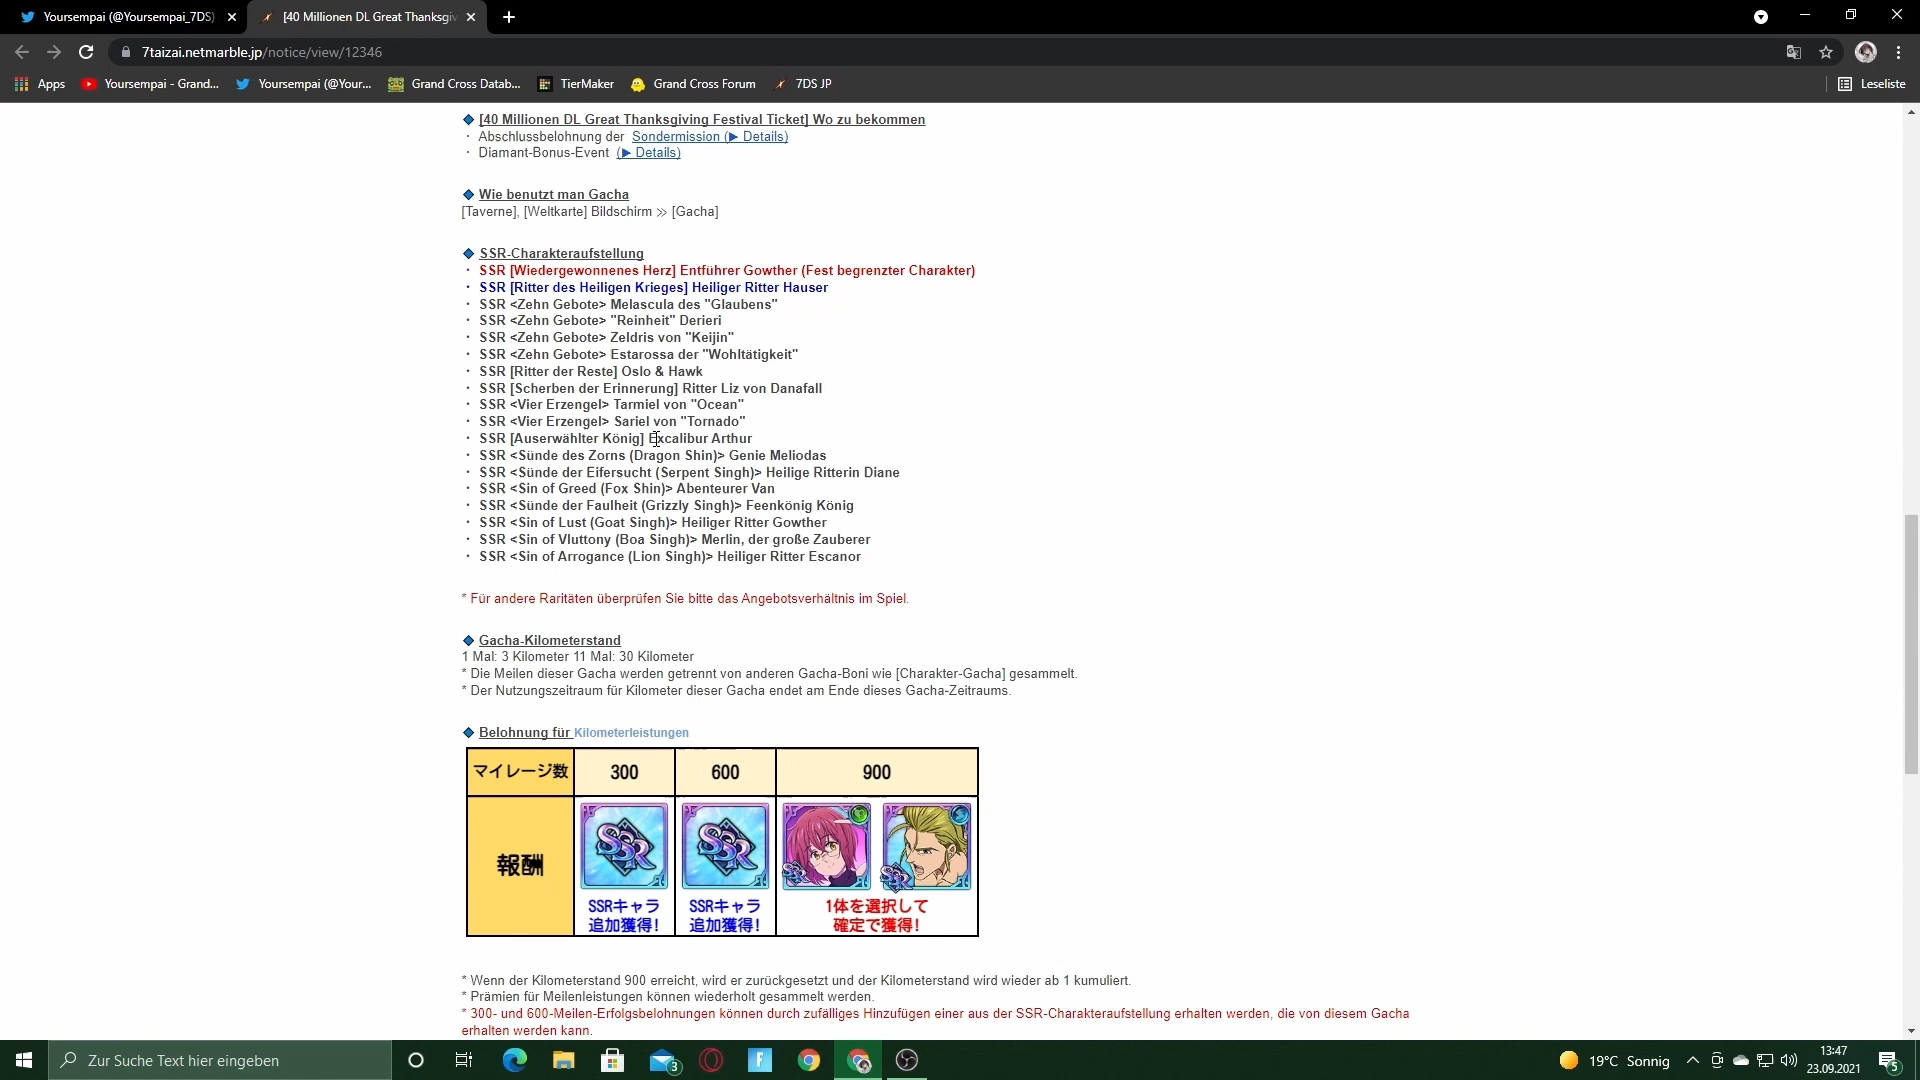 Yoursempai (@Yoursempai_7DS)
[40 Millionen DL Great Thanksgiv
7taizai.netmarble.jp/notice/view/12346
Apps
Yoursempai - Grand...
Yoursempai (@Your...
Grand Cross Datab...
TierMaker
Grand Cross Forum
7DS JP
Leseliste
[40 Millionen DL Great Thanksgiving Festival Ticket] Wo zu bekommen
・ Abschlussbelohnung der Sondermission (▶ Details)
・ Diamant-Bonus-Event (▶ Details)
Wie benutzt man Gacha
[Taverne], [Weltkarte] Bildschirm ≫ [Gacha]
SSR-Charakteraufstellung
・ SSR [Wiedergewonnenes Herz] Entführer Gowther (Fest begrenzter Charakter)
・ SSR [Ritter des Heiligen Krieges] Heiliger Ritter Hauser
・ SSR <Zehn Gebote> Melascula des "Glaubens"
・ SSR <Zehn Gebote> "Reinheit" Derieri
・ SSR <Zehn Gebote> Zeldris von "Keijin"
・ SSR <Zehn Gebote> Estarossa der "Wohltätigkeit"
・ SSR [Ritter der Reste] Oslo & Hawk
・ SSR [Scherben der Erinnerung] Ritter Liz von Danafall
・ SSR <Vier Erzengel> Tarmiel von "Ocean"
・ SSR <Vier Erzengel> Sariel von "Tornado"
・ SSR [Auserwählter König] Excalibur Arthur
・ SSR <Sünde des Zorns (Dragon Shin)> Genie Meliodas
・ SSR <Sünde der Eifersucht (Serpent Singh)> Heilige Ritterin Diane
・ SSR <Sin of Greed (Fox Shin)> Abenteurer Van
・ SSR <Sünde der Faulheit (Grizzly Singh)> Feenkönig König
・ SSR <Sin of Lust (Goat Singh)> Heiliger Ritter Gowther
・ SSR <Sin of Vluttony (Boa Singh)> Merlin, der große Zauberer
・ SSR <Sin of Arrogance (Lion Singh)> Heiliger Ritter Escanor
* Für andere Raritäten überprüfen Sie bitte das Angebotsverhältnis im Spiel.
Gacha-Kilometerstand
1 Mal: 3 Kilometer 11 Mal: 30 Kilometer
* Die Meilen dieser Gacha werden getrennt von anderen Gacha-Boni wie [Charakter-Gacha] gesammelt.
* Der Nutzungszeitraum für Kilometer dieser Gacha endet am Ende dieses Gacha-Zeitraums.
Belohnung für Kilometerleistungen
マイレージ数 300 600 900
報酬
SSR
SSR
SSRキャラ
追加獲得!
SSRキャラ
追加獲得!
1体を選択して
確定で獲得!
* Wenn der Kilometerstand 900 erreicht, wird er zurückgesetzt und der Kilometerstand wird wieder ab 1 kumuliert.
* Prämien für Meilenleistungen können wiederholt gesammelt werden.
* 300- und 600-Meilen-Erfolgsbelohnungen können durch zufälliges Hinzufügen einer aus der SSR-Charakteraufstellung erhalten werden, die von diesem Gacha
erhalten werden kann.
Zur Suche Text hier eingeben
3
19°C Sonnig
13:47
23.09.2021
5